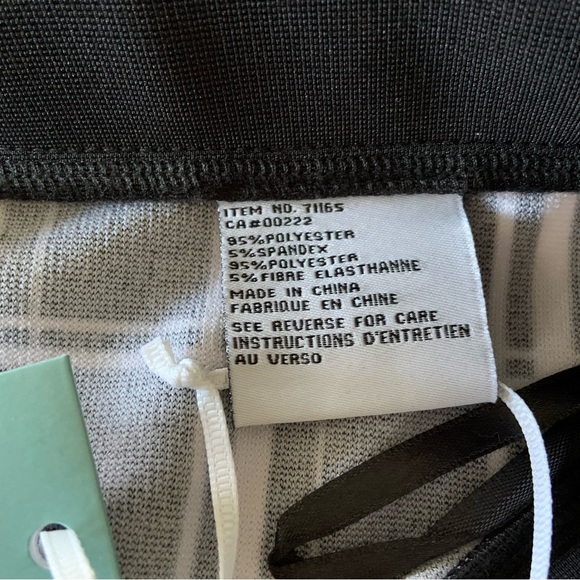 ITEM NO. 71165
CA#00222
95%POLYESTER
5%SPANDEX
95%POLYESTER
5%FIBRE ELASTHANNE
MADE IN CHINA
FABRIQUE EN CHINE
SEE REVERSE FOR CARE
INSTRUCTIONS D'ENTRETIEN
AU VERSO